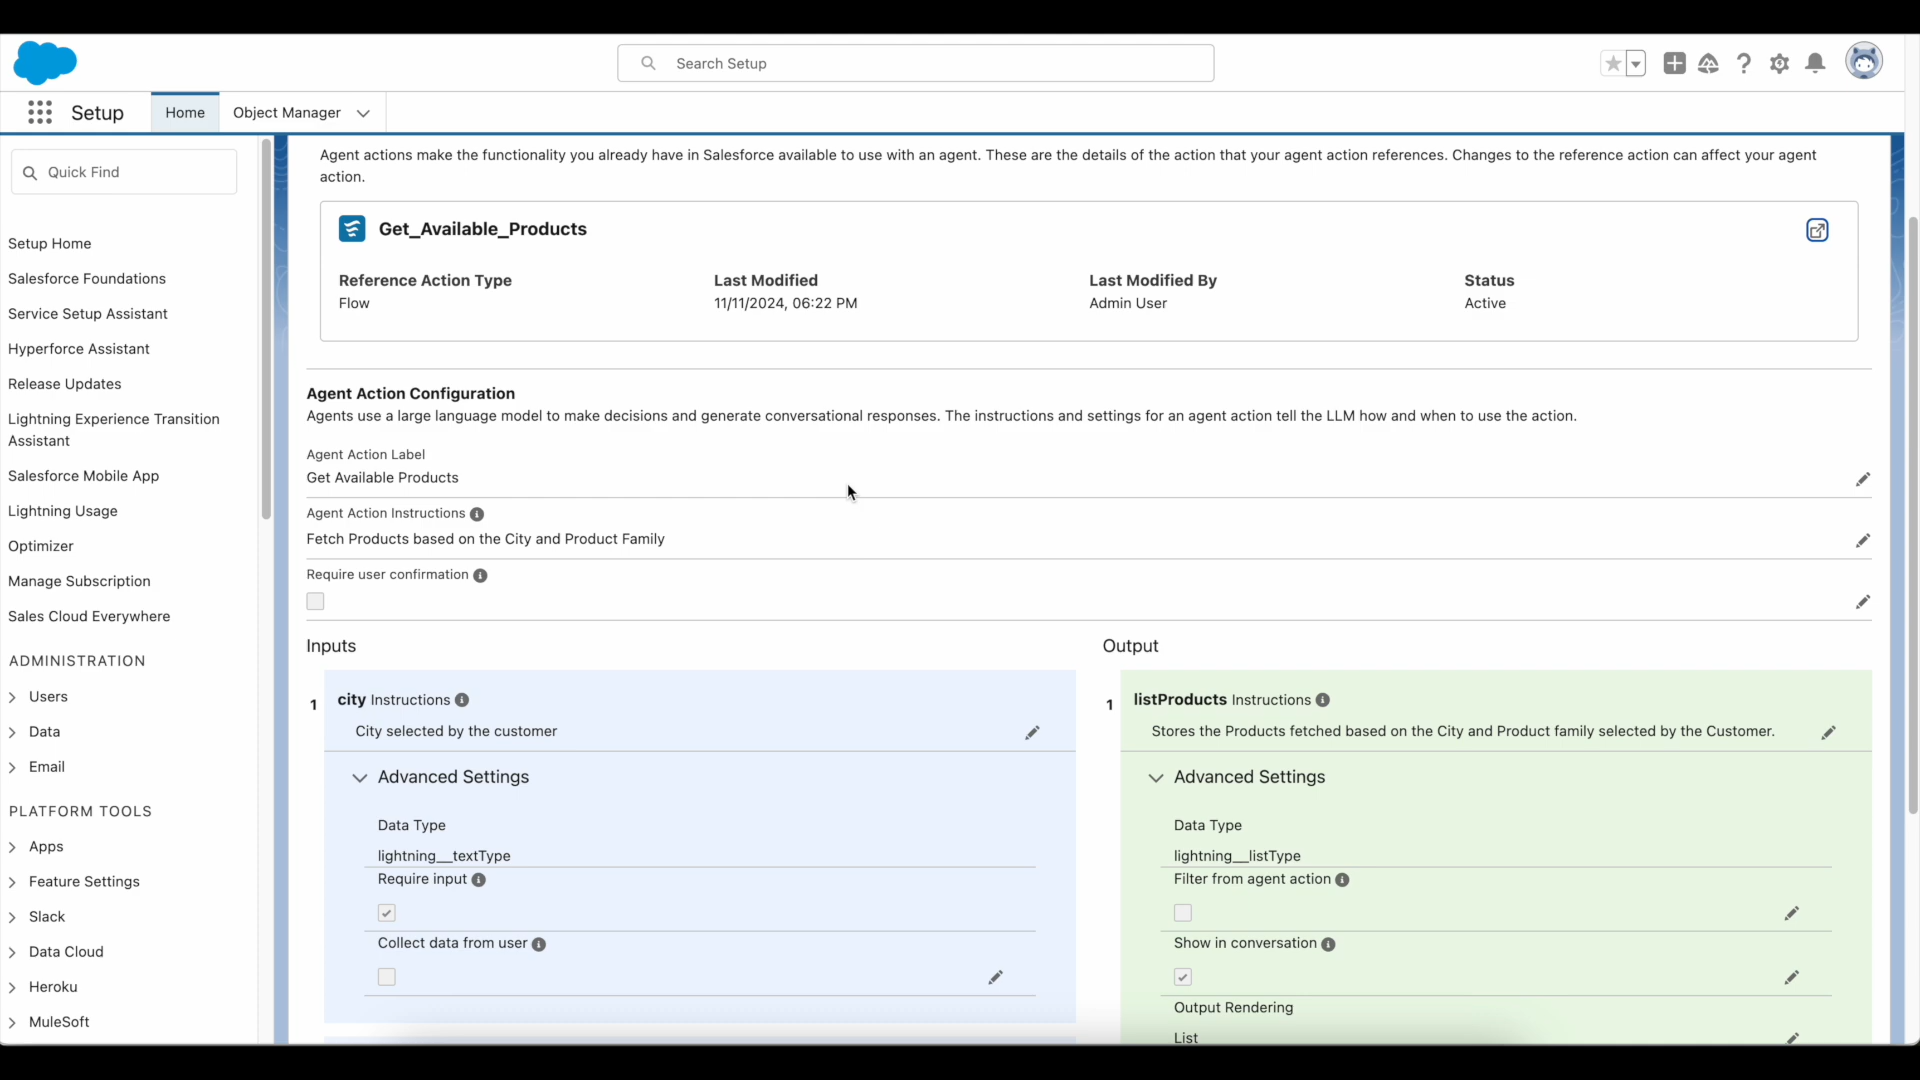 Search Setup
Setup
Home
Object Manager
Quick Find
Setup Home
Salesforce Foundations
Service Setup Assistant
Hyperforce Assistant
Release Updates
Lightning Experience Transition
Assistant
Salesforce Mobile App
Lightning Usage
Optimizer
Manage Subscription
Sales Cloud Everywhere
ADMINISTRATION
Users
Data
Email
PLATFORM TOOLS
Apps
Feature Settings
Slack
Data Cloud
Heroku
MuleSoft
Agent actions make the functionality you already have in Salesforce available to use with an agent. These are the details of the action that your agent action references. Changes to the reference action can affect your agent
action.
Get_Available_Products
Reference Action Type
Flow
Last Modified
11/11/2024, 06:22 PM
Last Modified By
Admin User
Status
Active
Agent Action Configuration
Agents use a large language model to make decisions and generate conversational responses. The instructions and settings for an agent action tell the LLM how and when to use the action.
Agent Action Label
Get Available Products
Agent Action Instructions
Fetch Products based on the City and Product Family
Require user confirmation
Inputs
1
city Instructions
City selected by the customer
Advanced Settings
Data Type
lightning__textType
Require input
Collect data from user
Output
1
listProducts Instructions
Stores the Products fetched based on the City and Product family selected by the Customer.
Advanced Settings
Data Type
lightning__listType
Filter from agent action
Show in conversation
Output Rendering
List